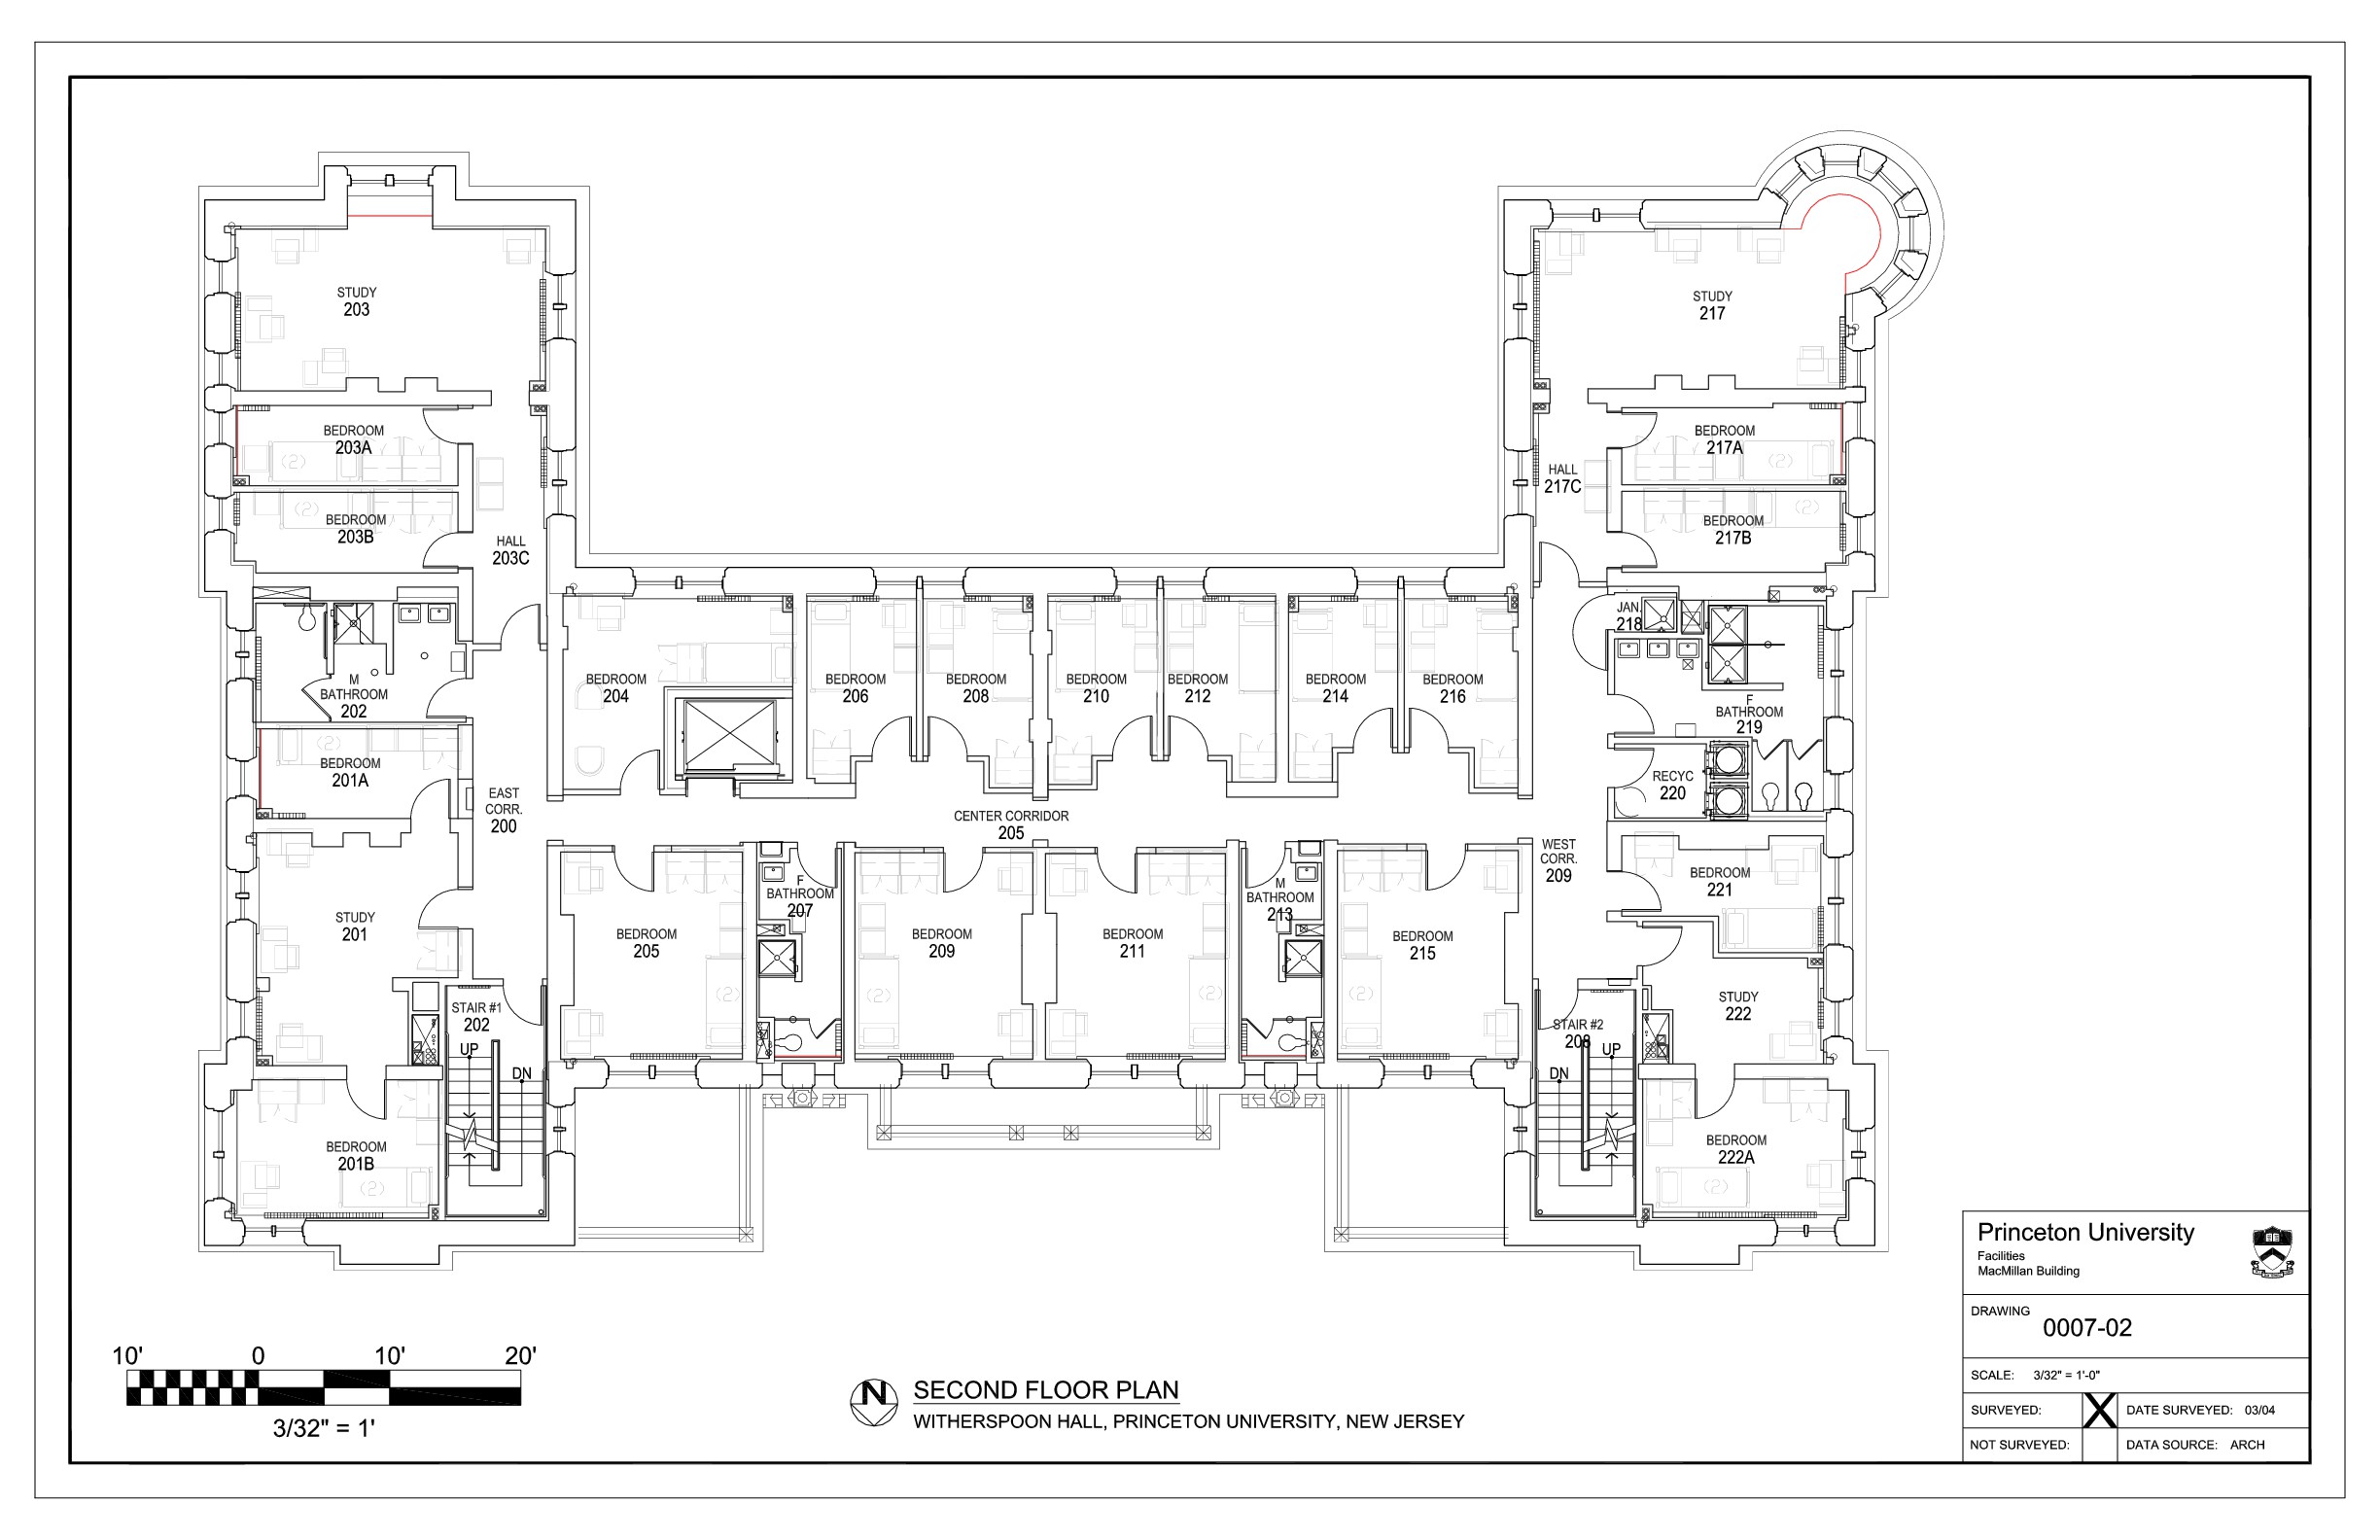 STUDY
203
STUDY
217
BEDROOM
203A
(2)
BEDROOM
217A
(2)
BEDROOM
203B
(2)
HALL
203C
HALL
217C
BEDROOM
217B
(2)
M
BATHROOM
202
BEDROOM
204
BEDROOM
206
BEDROOM
208
BEDROOM
210
BEDROOM
212
BEDROOM
214
BEDROOM
216
JAN.
218
F
BATHROOM
219
BEDROOM
201A
(2)
EAST
CORR.
200
CENTER CORRIDOR
205
RECYC
220
WEST
CORR.
209
STUDY
201
BEDROOM
205
(2)
F
BATHROOM
207
BEDROOM
209
(2)
BEDROOM
211
(2)
M
BATHROOM
213
BEDROOM
215
(2)
BEDROOM
221
STUDY
222
STAIR #1
202
UP
DN
STAIR #2
208
UP
DN
BEDROOM
201B
(2)
BEDROOM
222A
(2)
10' 0 10' 20'
3/32" = 1'
N
SECOND FLOOR PLAN
WITHERSPOON HALL, PRINCETON UNIVERSITY, NEW JERSEY
Princeton University
Facilities
MacMillan Building
DRAWING
0007-02
SCALE: 3/32" = 1'-0"
SURVEYED: X DATE SURVEYED: 03/04
NOT SURVEYED: DATA SOURCE: ARCH